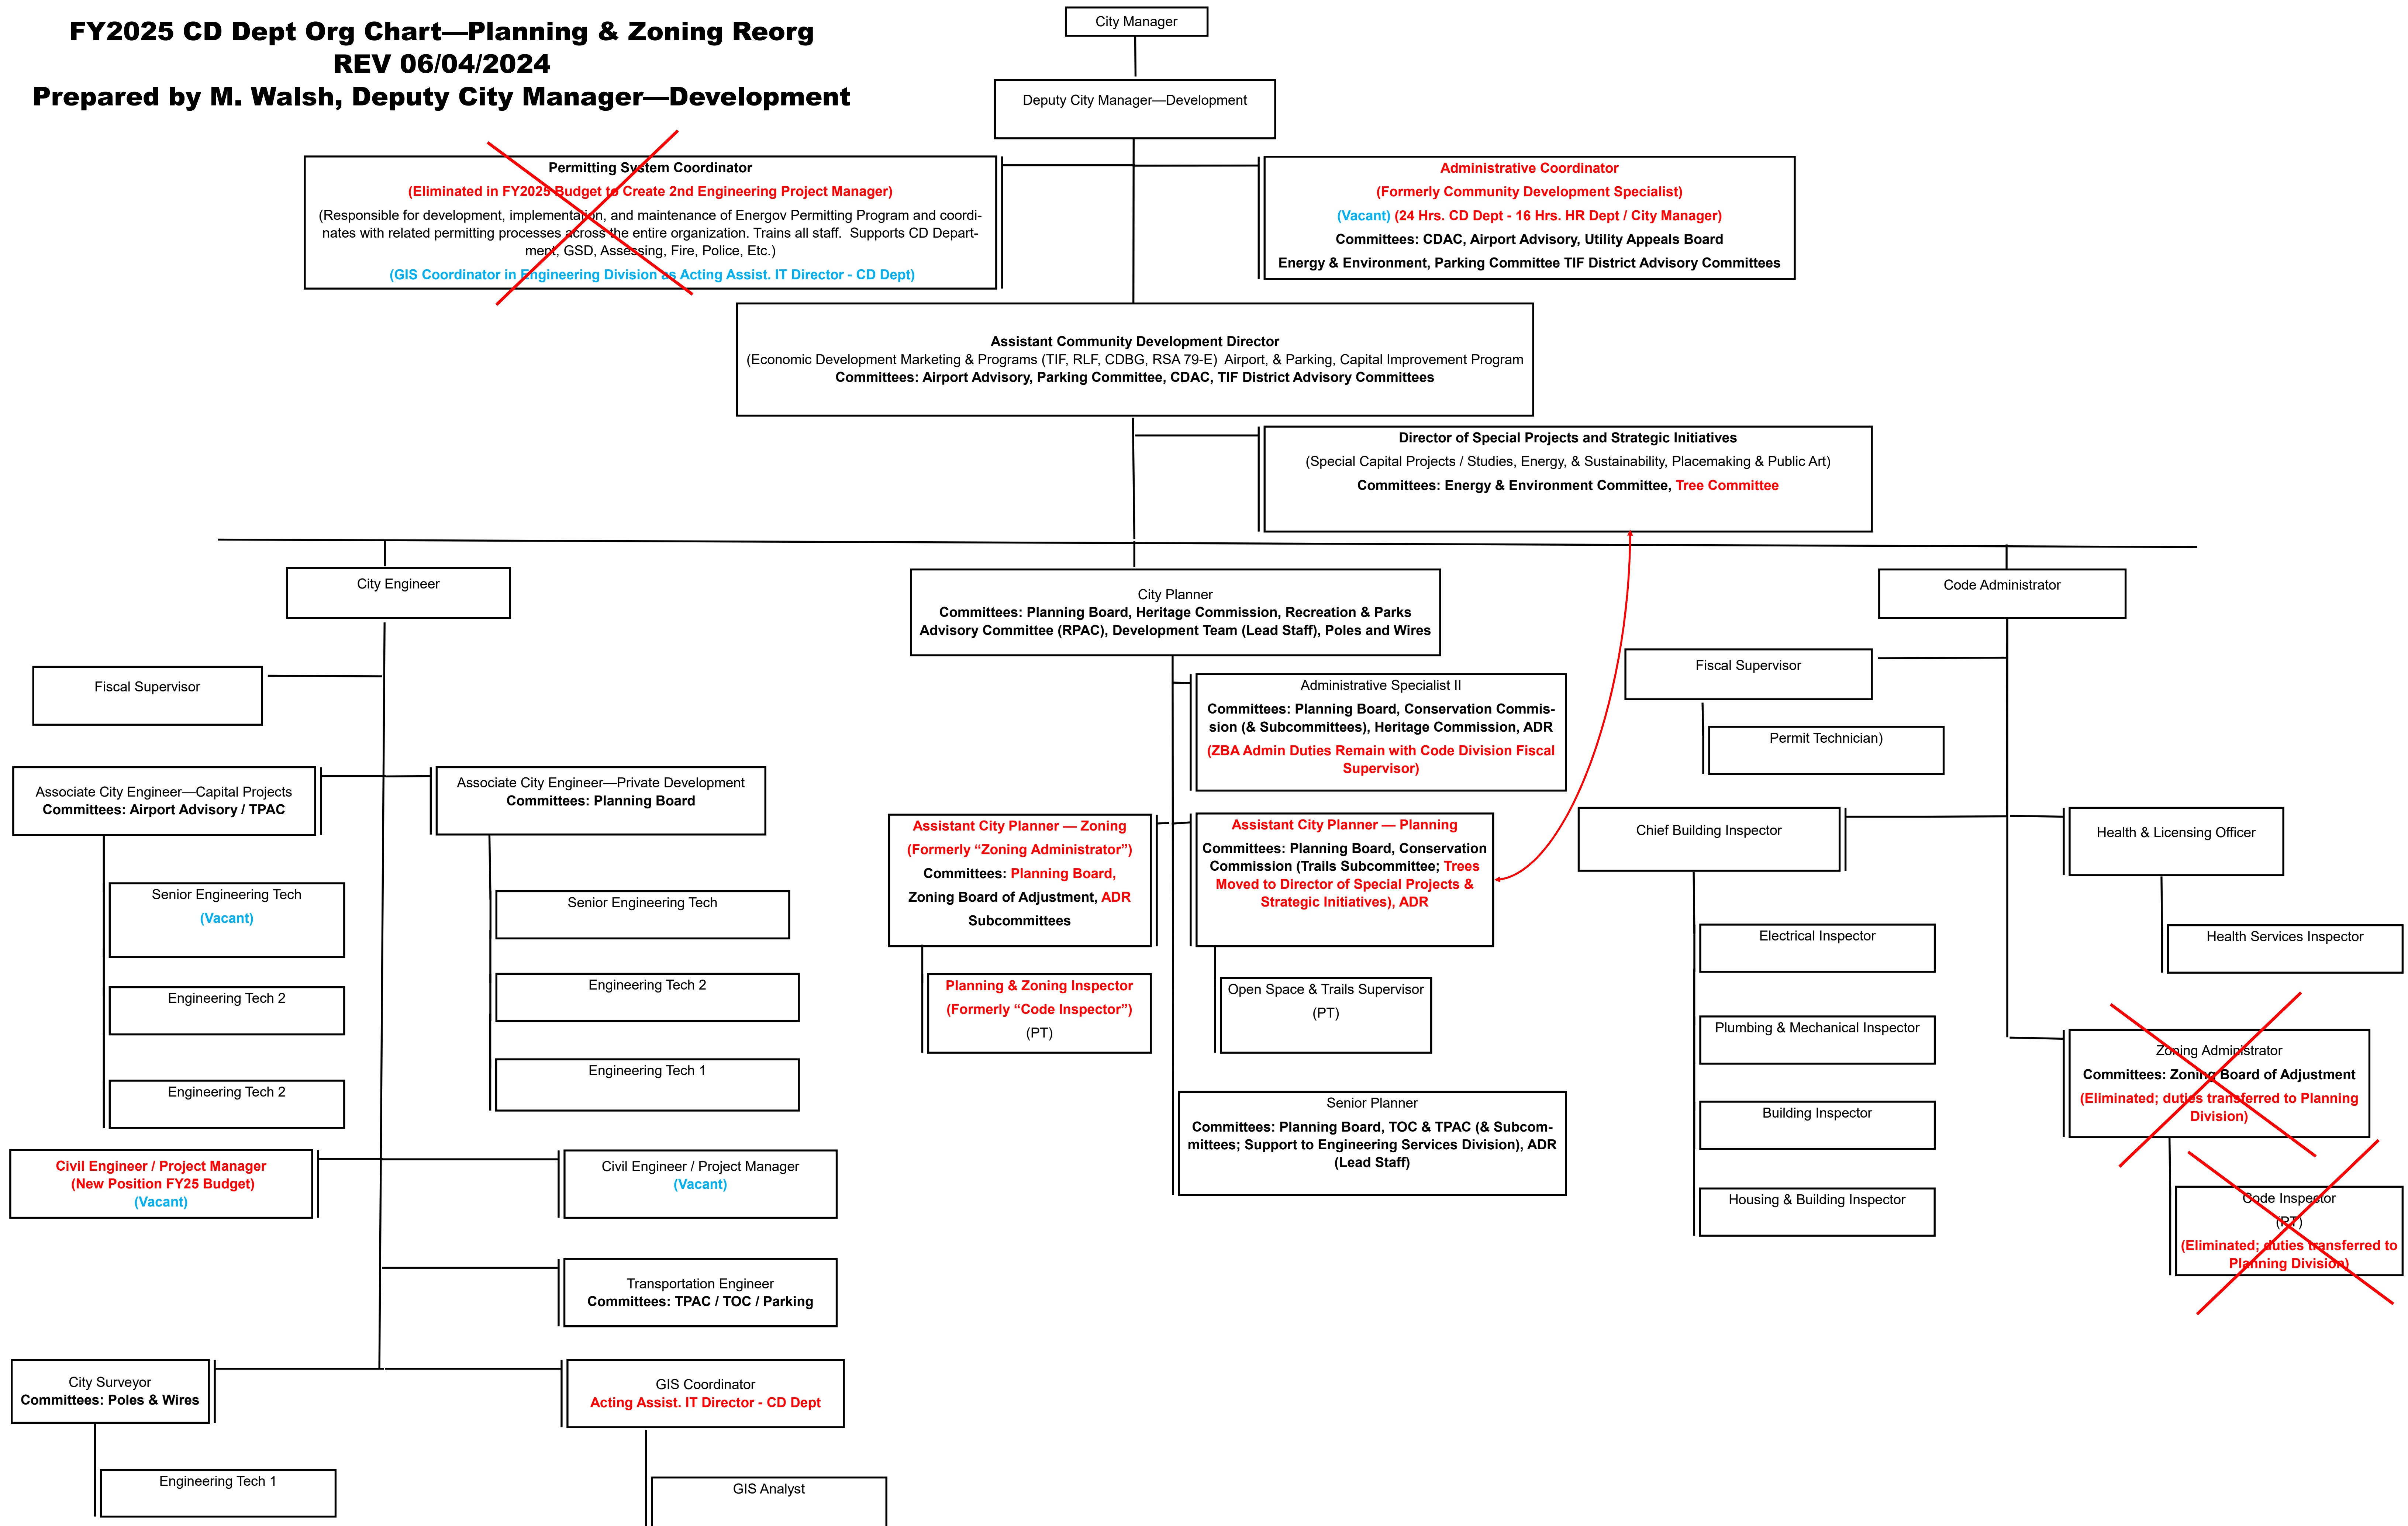 FY2025 CD Dept Org Chart—Planning & Zoning Reorg
REV 06/04/2024
Prepared by M. Walsh, Deputy City Manager—Development
City Manager
Deputy City Manager—Development
Permitting System Coordinator
(Eliminated in FY2025 Budget to Create 2nd Engineering Project Manager)
(Responsible for development, implementation, and maintenance of Energov Permitting Program and coordi-
nates with related permitting processes across the entire organization. Trains all staff.  Supports CD Depart-
ment, GSD, Assessing, Fire, Police, Etc.)
(GIS Coordinator in Engineering Division as Acting Assist. IT Director - CD Dept)
Administrative Coordinator
(Formerly Community Development Specialist)
(Vacant) (24 Hrs. CD Dept - 16 Hrs. HR Dept / City Manager)
Committees: CDAC, Airport Advisory, Utility Appeals Board
Energy & Environment, Parking Committee TIF District Advisory Committees
Assistant Community Development Director
(Economic Development Marketing & Programs (TIF, RLF, CDBG, RSA 79-E)  Airport, & Parking, Capital Improvement Program
Committees: Airport Advisory, Parking Committee, CDAC, TIF District Advisory Committees
Director of Special Projects and Strategic Initiatives
(Special Capital Projects / Studies, Energy, & Sustainability, Placemaking & Public Art)
Committees: Energy & Environment Committee, Tree Committee
City Engineer
Fiscal Supervisor
Associate City Engineer—Capital Projects
Committees: Airport Advisory / TPAC
Associate City Engineer—Private Development
Committees: Planning Board
Senior Engineering Tech
(Vacant)
Engineering Tech 2
Engineering Tech 2
Senior Engineering Tech
Engineering Tech 2
Engineering Tech 1
Civil Engineer / Project Manager
(New Position FY25 Budget)
(Vacant)
Civil Engineer / Project Manager
(Vacant)
Transportation Engineer
Committees: TPAC / TOC / Parking
City Surveyor
Committees: Poles & Wires
GIS Coordinator
Acting Assist. IT Director - CD Dept
Engineering Tech 1
GIS Analyst
City Planner
Committees: Planning Board, Heritage Commission, Recreation & Parks
Advisory Committee (RPAC), Development Team (Lead Staff), Poles and Wires
Administrative Specialist II
Committees: Planning Board, Conservation Commis-
sion (& Subcommittees), Heritage Commission, ADR
(ZBA Admin Duties Remain with Code Division Fiscal
Supervisor)
Assistant City Planner — Zoning
(Formerly “Zoning Administrator”)
Committees: Planning Board,
Zoning Board of Adjustment, ADR
Subcommittees
Assistant City Planner — Planning
Committees: Planning Board, Conservation
Commission (Trails Subcommittee; Trees
Moved to Director of Special Projects &
Strategic Initiatives), ADR
Planning & Zoning Inspector
(Formerly “Code Inspector”)
(PT)
Open Space & Trails Supervisor
(PT)
Senior Planner
Committees: Planning Board, TOC & TPAC (& Subcom-
mittees; Support to Engineering Services Division), ADR
(Lead Staff)
Code Administrator
Fiscal Supervisor
Permit Technician)
Chief Building Inspector
Health & Licensing Officer
Electrical Inspector
Plumbing & Mechanical Inspector
Building Inspector
Housing & Building Inspector
Health Services Inspector
Zoning Administrator
Committees: Zoning Board of Adjustment
(Eliminated; duties transferred to Planning
Division)
Code Inspector
(PT)
(Eliminated; duties transferred to
Planning Division)